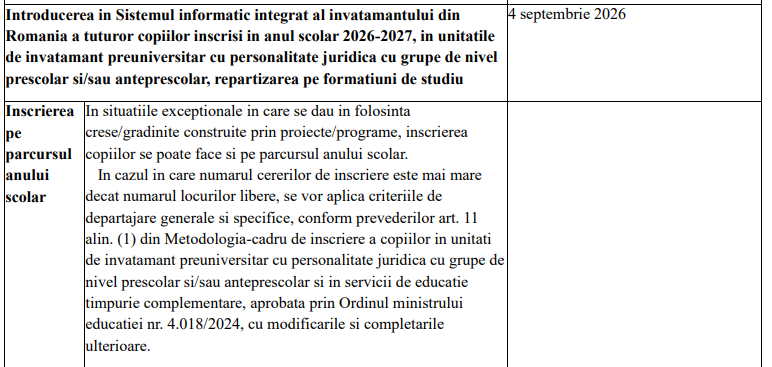 Introducerea in Sistemul informatic integrat al invatamantului din
Romania a tuturor copiilor inscrisi in anul scolar 2026-2027, in unitatile
de invatamant preuniversitar cu personalitate juridica cu grupe de nivel
prescolar si/sau anteprescolar, repartizarea pe formatiuni de studiu
4 septembrie 2026
Inscrierea
pe
parcursul
anului
scolar
In situatiile exceptionale in care se dau in folosinta
crese/gradinite construite prin proiecte/programe, inscrierea
copiilor se poate face si pe parcursul anului scolar.
In cazul in care numarul cererilor de inscriere este mai mare
decat numarul locurilor libere, se vor aplica criteriile de
departajare generale si specifice, conform prevederilor art. 11
alin. (1) din Metodologia-cadru de inscriere a copiilor in unitati
de invatamant preuniversitar cu personalitate juridica cu grupe de
nivel prescolar si/sau anteprescolar si in servicii de educatie
timpurie complementare, aprobata prin Ordinul ministrului
educatiei nr. 4.018/2024, cu modificarile si completarile
ulterioare.